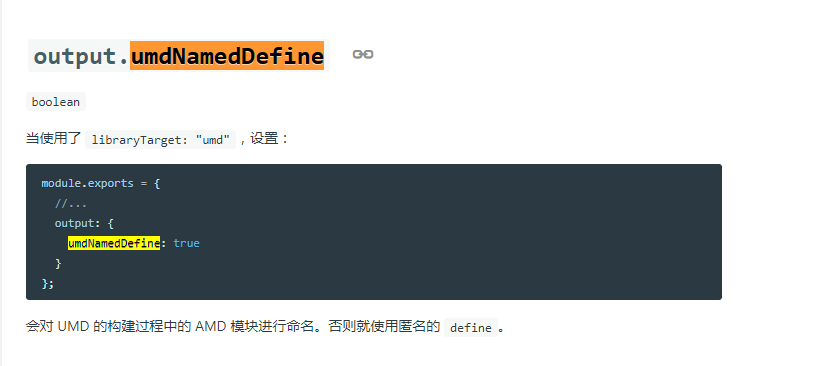 output.umdNamedDefine
boolean
当使用了 libraryTarget: "umd" ，设置：
module.exports = {
  //...
  output: {
    umdNamedDefine: true
  }
};
会对 UMD 的构建过程中的 AMD 模块进行命名。否则就使用匿名的 define 。